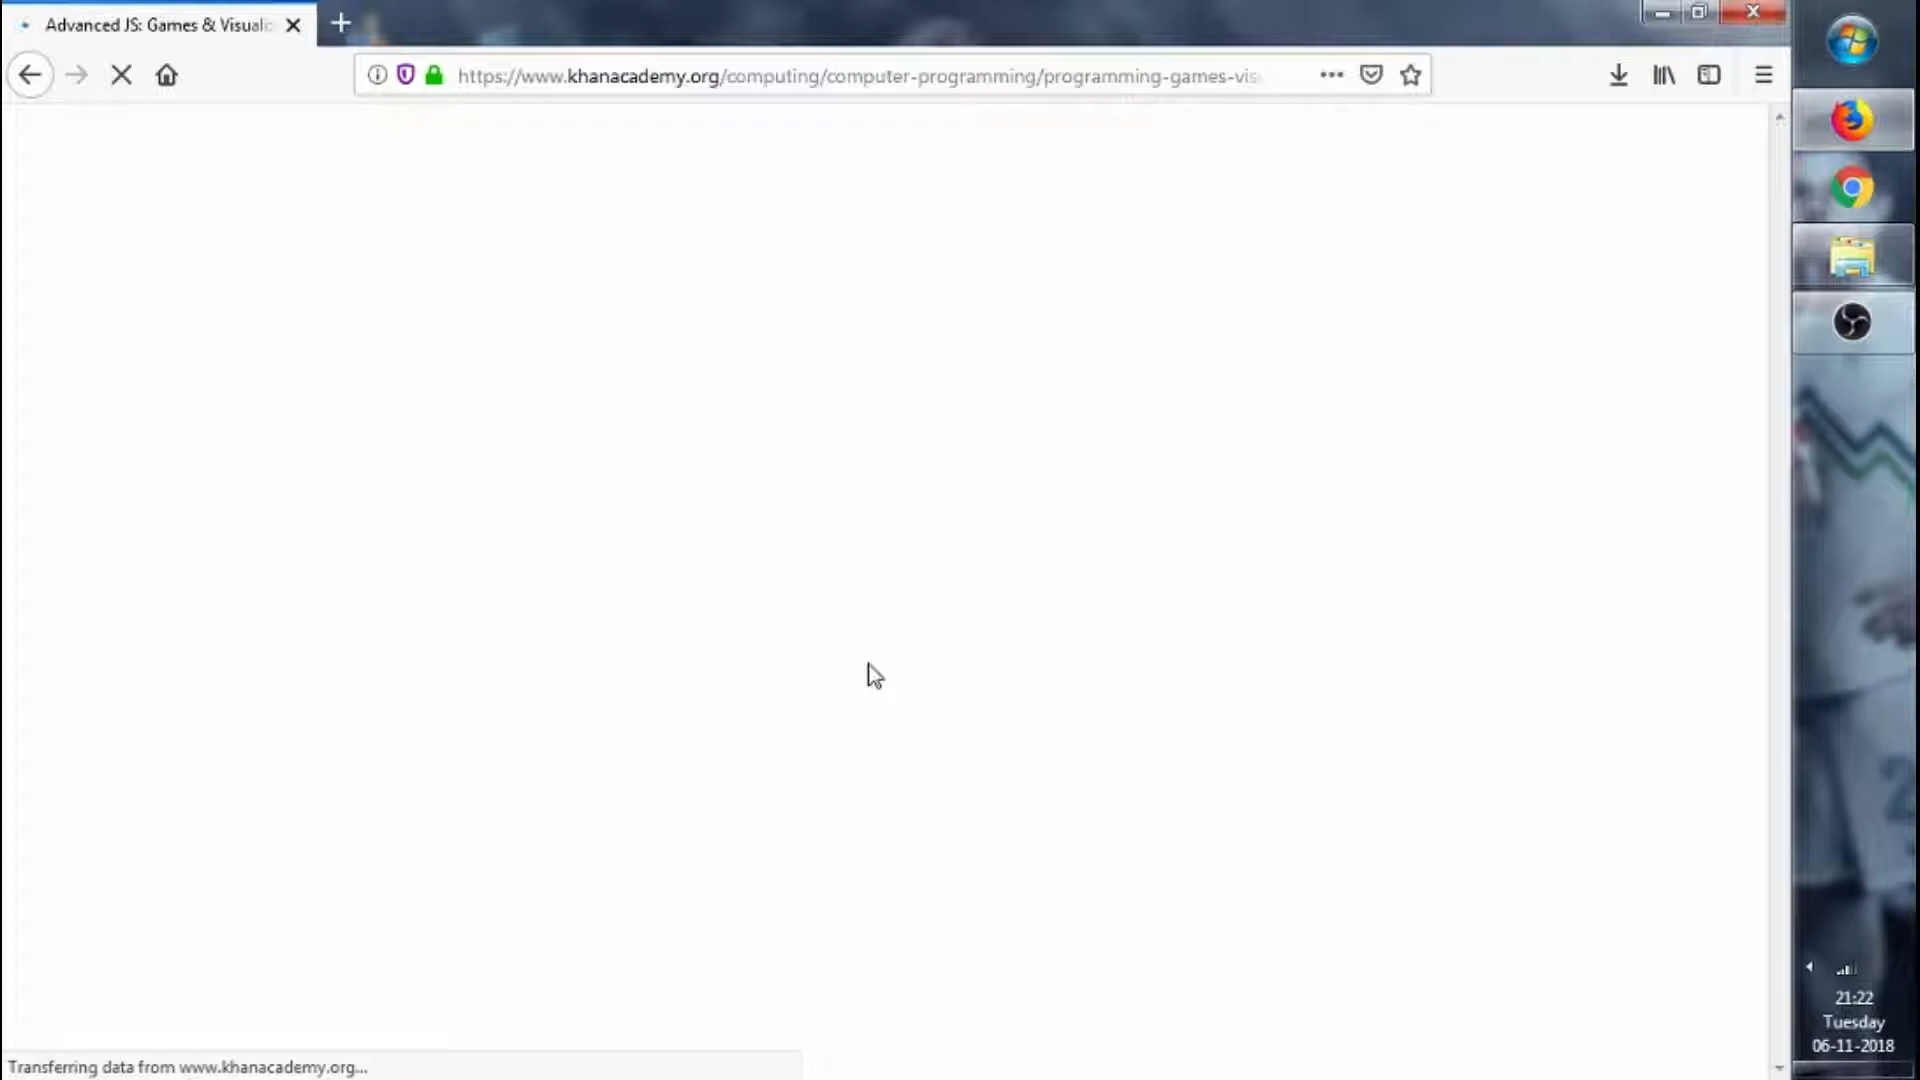 Advanced JS: Games & Visuali
https://www.khanacademy.org/computing/computer-programming/programming-games-vis
21:22
Tuesday
06-11-2018
Transferring data from www.khanacademy.org...